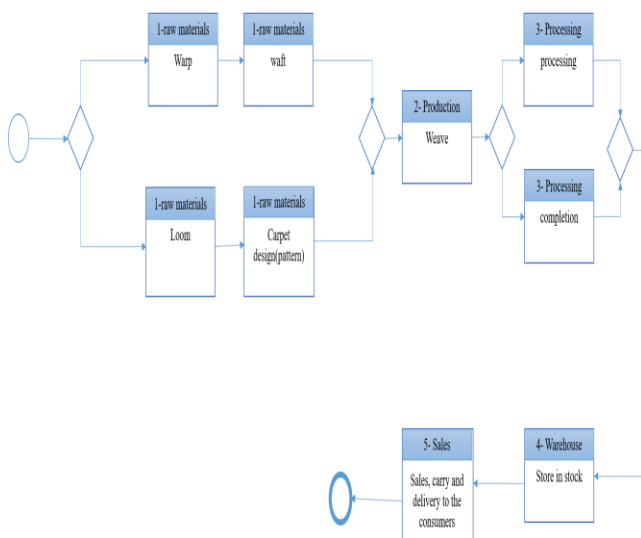 1-raw materials
Warp
1-raw materials
waft
1-raw materials
Loom
1-raw materials
Carpet
design(pattern)
2- Production
Weave
3- Processing
processing
3- Processing
completion
4- Warehouse
Store in stock
5- Sales
Sales, carry and
delivery to the
consumers